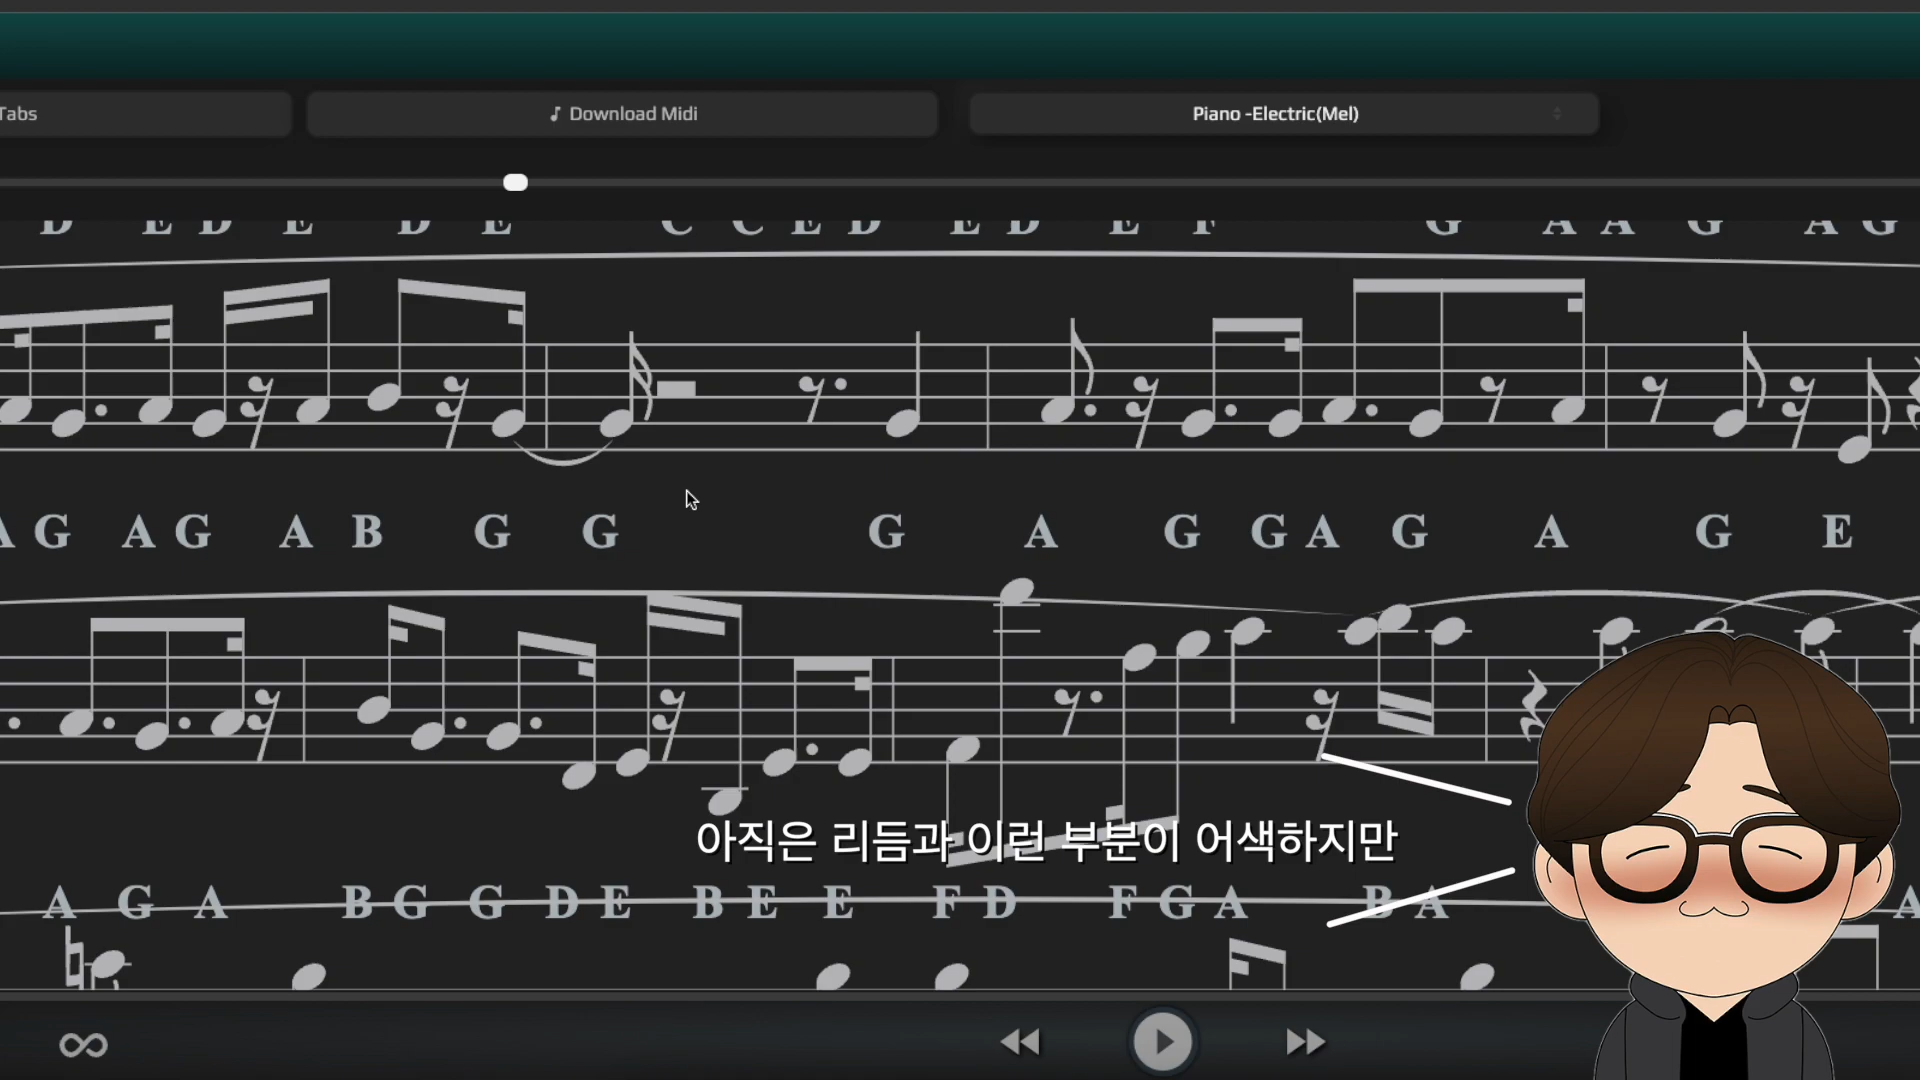 Tabs
Download Midi
Piano -Electric(Mel)
D E D E D E C C E D E D E F G A A G A G
A G A G A B G G G A G G A G A G E
아직은 리듬과 이런 부분이 어색하지만
A G A B G G D E B E E F D F G A B A A